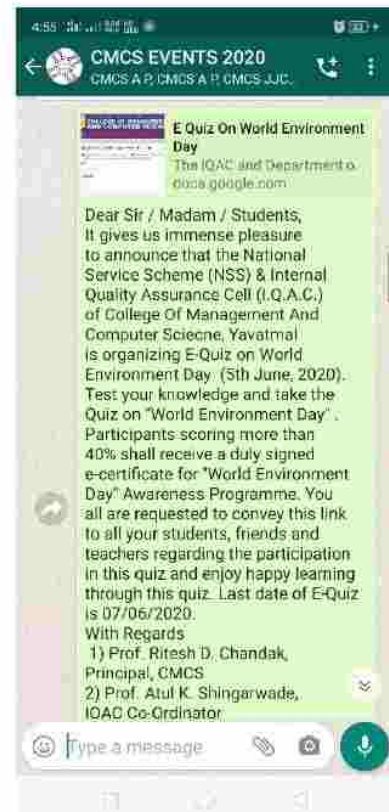 4:55
CMCS EVENTS 2020
CMCS A P, CMCS A P, CMCS JJC.
E Quiz On World Environment
Day
The IQAC and Department o.
docs.google.com
Dear Sir / Madam / Students,
It gives us immense pleasure
to announce that the National
Service Scheme (NSS) & Internal
Quality Assurance Cell (I.Q.A.C.)
of College Of Management And
Computer Sciecne, Yavatmal
is organizing E-Quiz on World
Environment Day (5th June, 2020).
Test your knowledge and take the
Quiz on "World Environment Day" .
Participants scoring more than
40% shall receive a duly signed
e-certificate for "World Environment
Day" Awareness Programme. You
all are requested to convey this link
to all your students, friends and
teachers regarding the participation
in this quiz and enjoy happy learning
through this quiz. Last date of E-Quiz
is 07/06/2020.
With Regards
1) Prof. Ritesh D. Chandak,
Principal, CMCS
2) Prof. Atul K. Shingarwade,
IQAC Co-Ordinator
Type a message